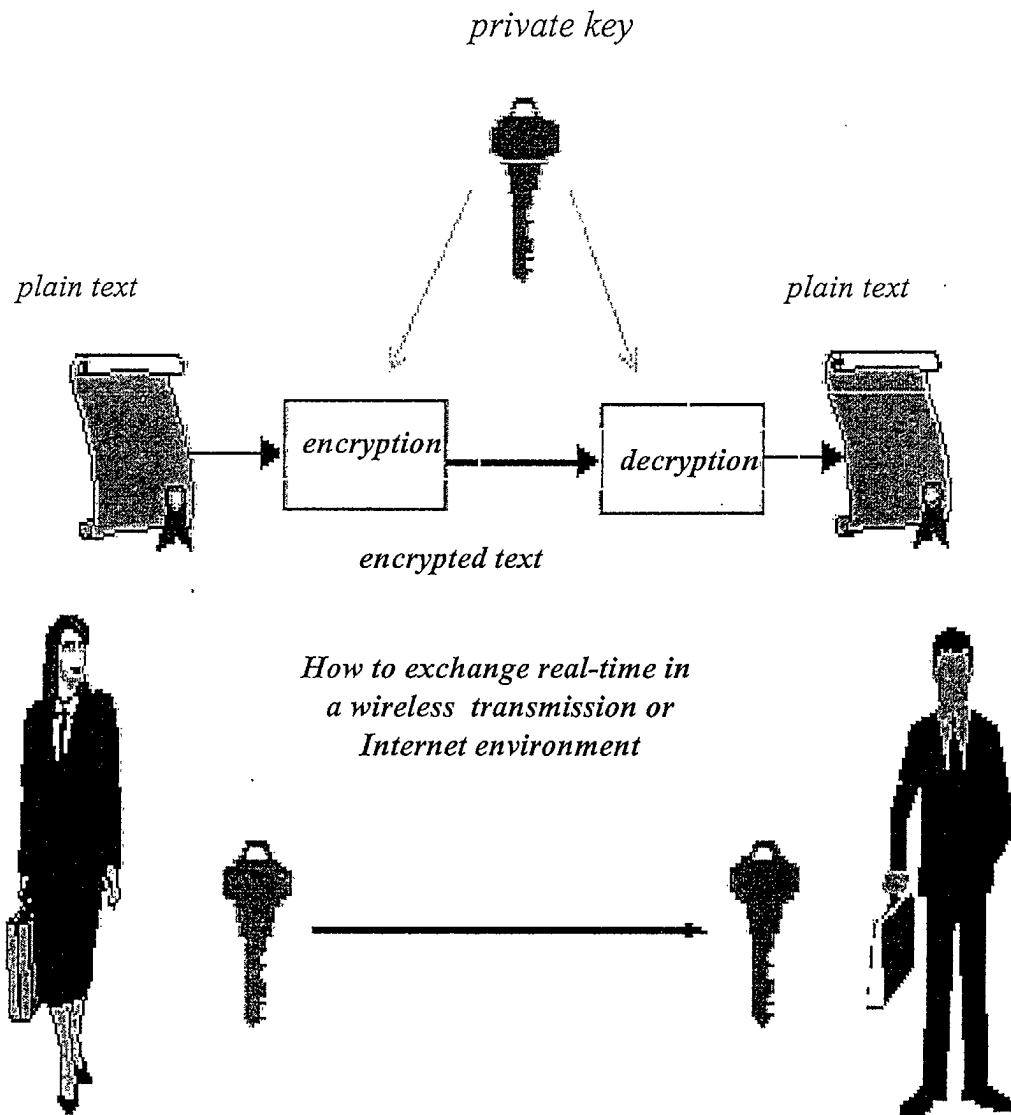 private key
plain text
plain text
encryption
decryption
encrypted text
How to exchange real-time in
a wireless transmission or
Internet environment